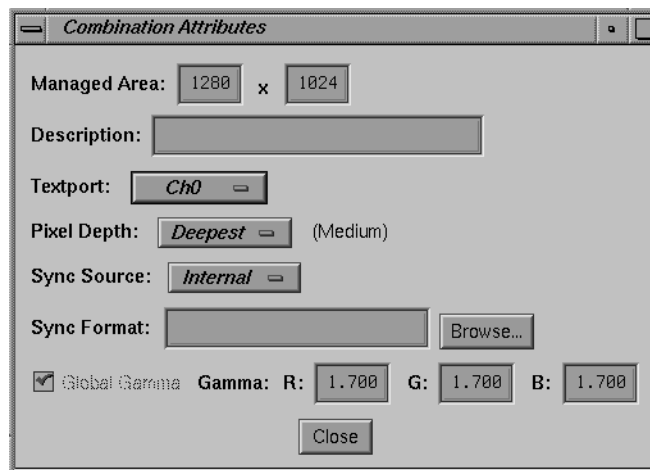 Combination Attributes
Managed Area: 1280 x 1024
Description:
Textport: Ch0
Pixel Depth: Deepest (Medium)
Sync Source: Internal
Sync Format: Browse...
Global Gamma Gamma: R: 1.700 G: 1.700 B: 1.700
Close